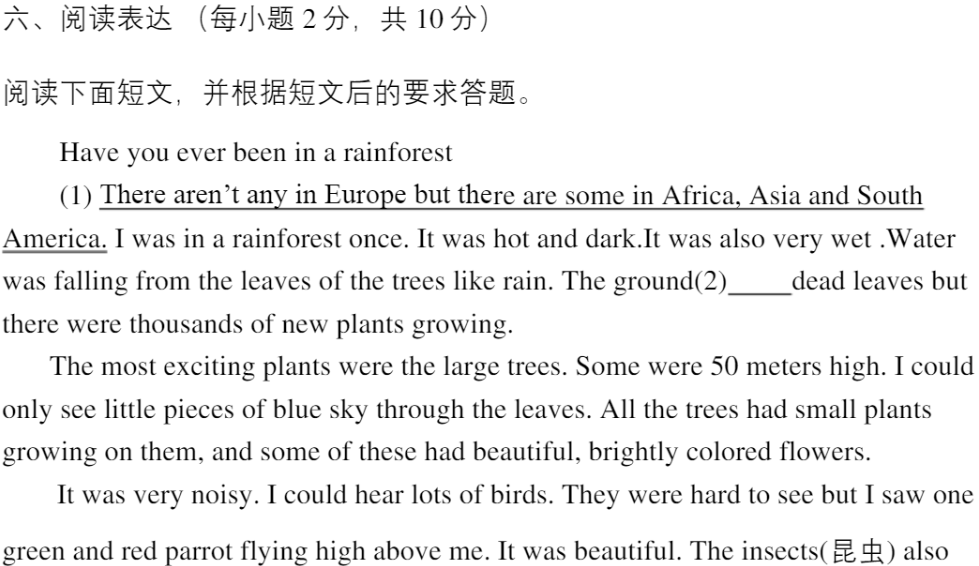 六、阅读表达 （每小题 2 分，共 10 分）
阅读下面短文，并根据短文后的要求答题。
Have you ever been in a rainforest
(1) There aren’t any in Europe but there are some in Africa, Asia and South
America. I was in a rainforest once. It was hot and dark.It was also very wet .Water
was falling from the leaves of the trees like rain. The ground(2)____dead leaves but
there were thousands of new plants growing.
The most exciting plants were the large trees. Some were 50 meters high. I could
only see little pieces of blue sky through the leaves. All the trees had small plants
growing on them, and some of these had beautiful, brightly colored flowers.
It was very noisy. I could hear lots of birds. They were hard to see but I saw one
green and red parrot flying high above me. It was beautiful. The insects(昆虫) also